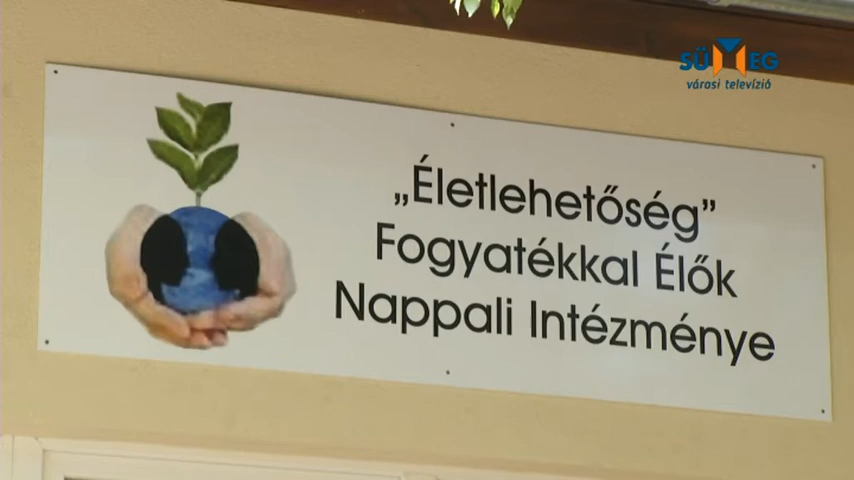 SÜMEG
városi televízió
„Életlehetőség”
Fogyatékkal Élők
Nappali Intézménye